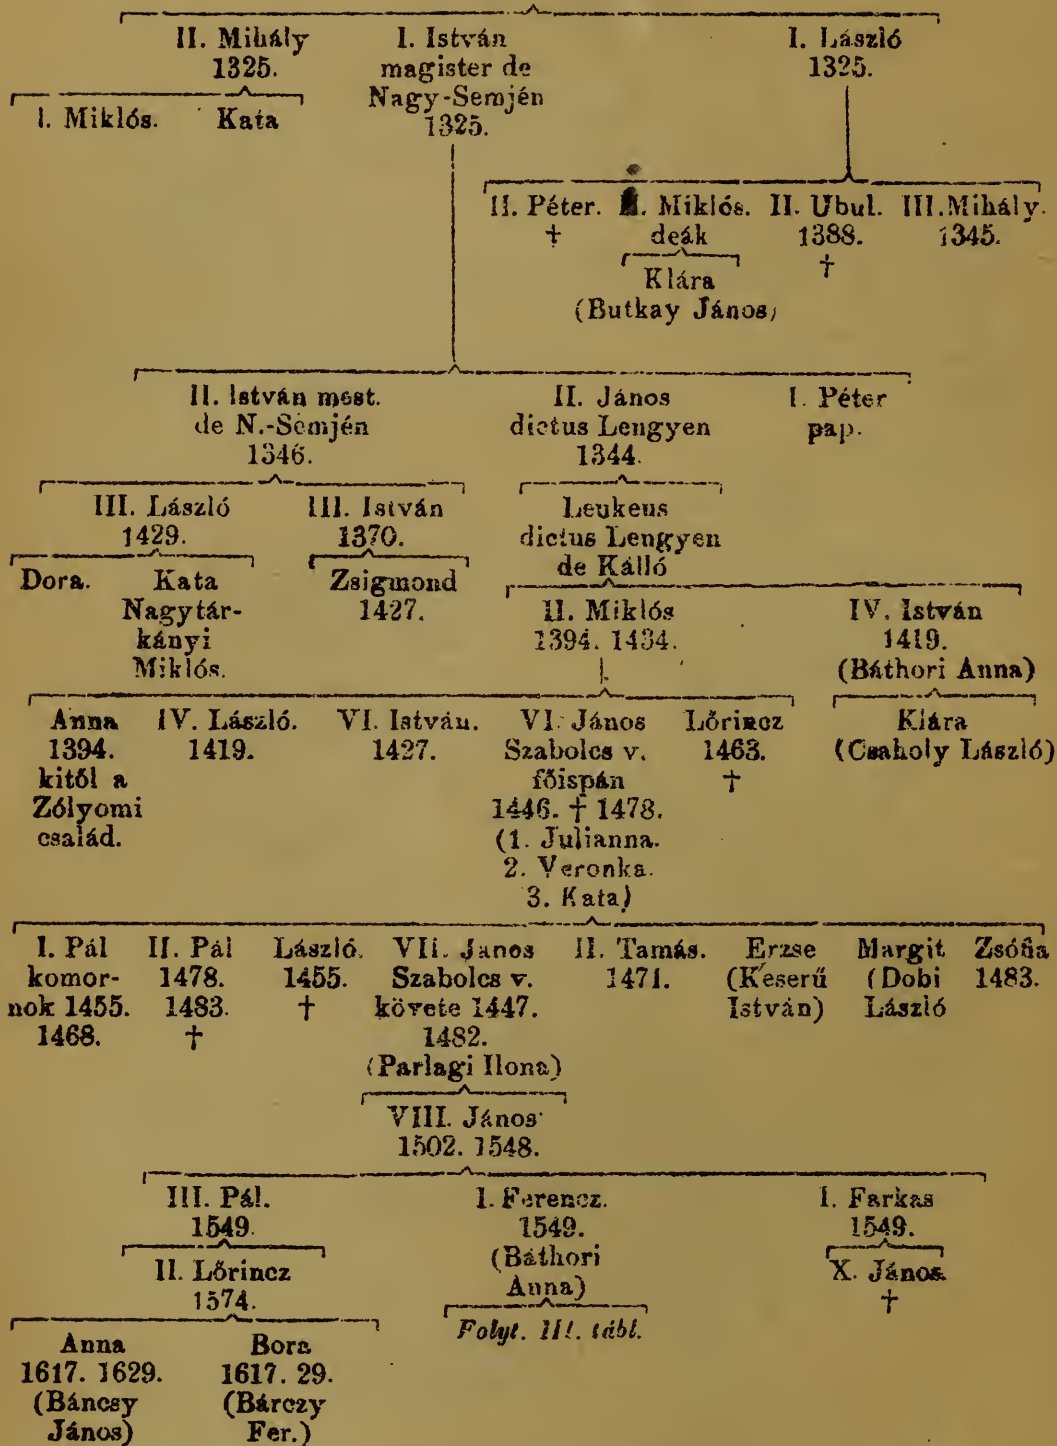 II. Mihály I. István I. László
1325. magister de 1325.
Nagy-Semjén
I. Miklós. Kata 1325.
II. Péter. Miklós. II. Ubul. III. Mihály.
† deák 1388. 1345.
Klára †
(Butkay János)
II. István mest. II. János I. Péter
de N.-Semjén dictus Lengyen pap.
1346. 1344.
III. László III. István Leukeus
1429. 1370. dictus Lengyen
de Kálló
Dora. Kata Zsigmond
Nagytár- 1427. II. Miklós IV. István
kányi 1394. 1434. 1419.
Miklós. (Báthori Anna)
Anna IV. László. VI. István. VI. János Lőrincz Klára
1394. 1419. 1427. Szabolcs v. 1463. (Csaholy László)
kitől a főispán †
Zólyomi 1446. † 1478.
család. (1. Julianna.
2. Veronka.
3. Kata)
I. Pál II. Pál László. VII. János II. Tamás. Erzse Margit Zsófia
komor- 1478. 1455. Szabolcs v. 1471. (Keserű (Dobi 1483.
nok 1455. 1483. † követe 1447. István) László
1468. † 1482.
(Parlagi Ilona)
VIII. János
1502. 1548.
III. Pál. I. Ferencz. I. Farkas
1549. 1549. 1549.
(Báthori
II. Lőrincz Anna) X. János.
1574. †
Folyt. III. tábl.
Anna Bora
1617. 1629. 1617. 29.
(Báncsy (Bárczy
János) Fer.)